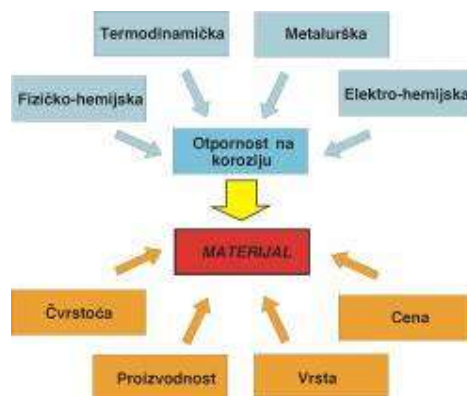 Termodinamička
Metalurška
Fizičko-hemijska
Elektro-hemijska
Otpornost na
koroziju
MATERIJAL
Čvrstoća
Cena
Proizvodnost
Vrsta